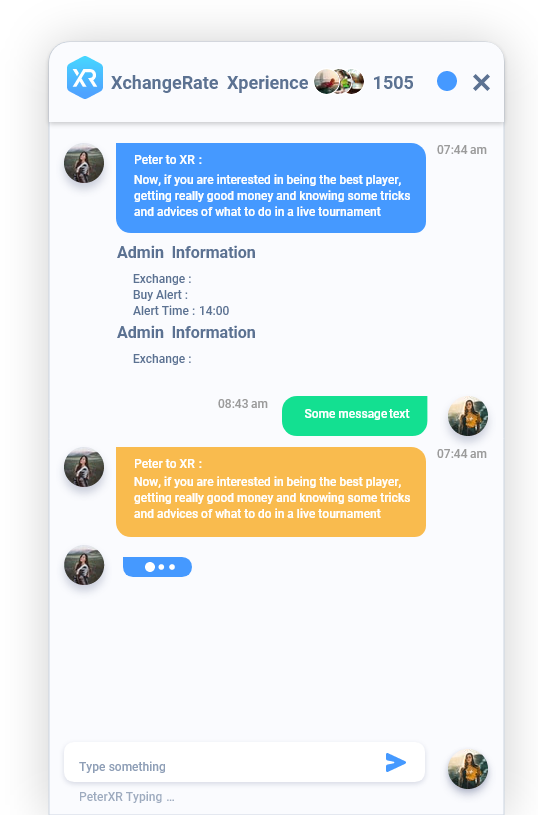 XR XchangeRate Xperience 1505
07:44 am
Peter to XR :
Now, if you are interested in being the best player,
getting really good money and knowing some tricks
and advices of what to do in a live tournament
Admin Information
Exchange :
Buy Alert :
Alert Time : 14:00
Admin Information
Exchange :
08:43 am
Some message text
07:44 am
Peter to XR :
Now, if you are interested in being the best player,
getting really good money and knowing some tricks
and advices of what to do in a live tournament
Type something
PeterXR Typing ...